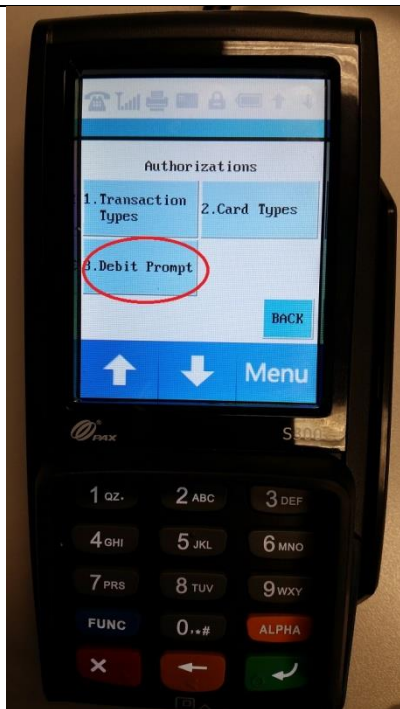 Authorizations
1.Transaction Types
2.Card Types
3.Debit Prompt
BACK
Menu
PAX
S300
1 QZ.
2 ABC
3 DEF
4 GHI
5 JKL
6 MNO
7 PRS
8 TUV
9 WXY
FUNC
0,*#
ALPHA